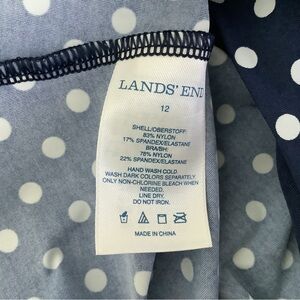 LANDS' END
12
SHELL/OBERSTOFF:
83% NYLON
17% SPANDEX/ELASTANE
BRA/BH:
78% NYLON
22% SPANDEX/ELASTANE
HAND WASH COLD.
WASH DARK COLORS SEPARATELY.
ONLY NON-CHLORINE BLEACH WHEN
NEEDED.
LINE DRY.
DO NOT IRON.
MADE IN CHINA